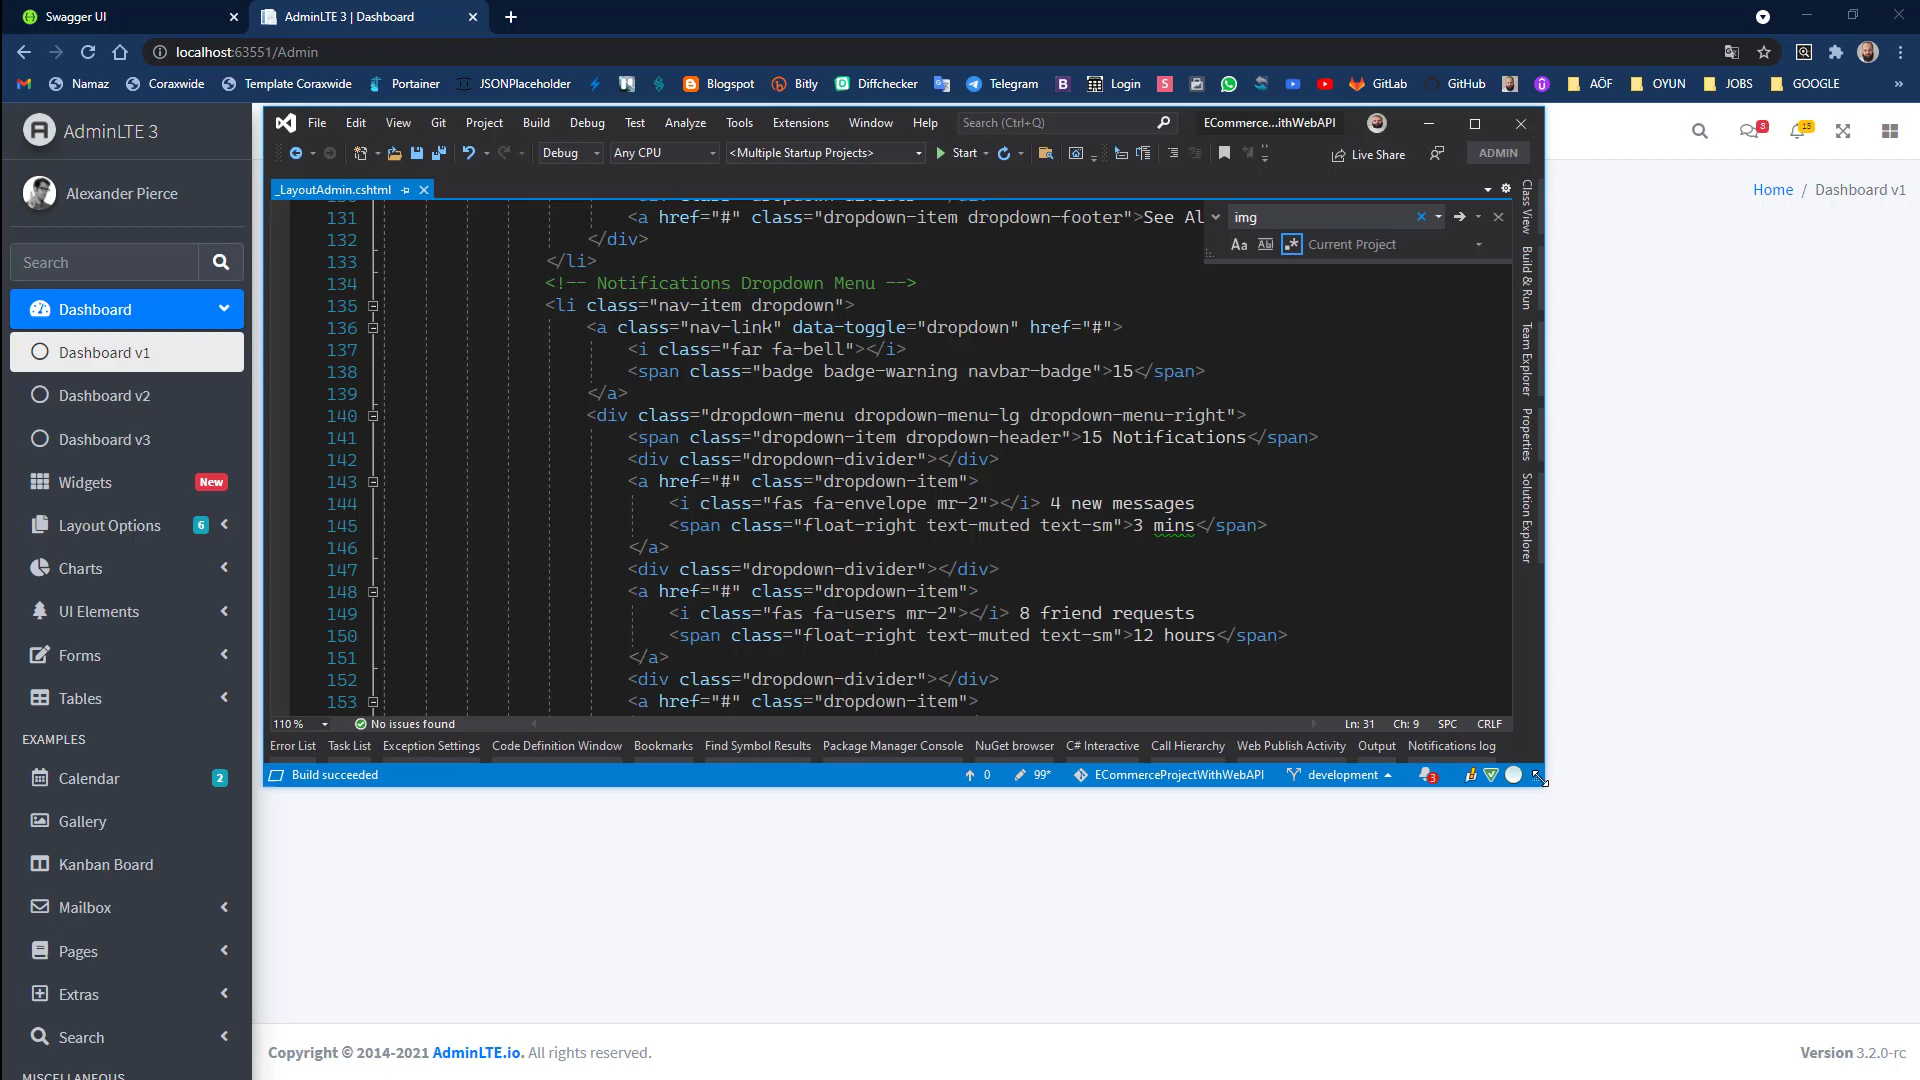 Swagger UI
AdminLTE 3 | Dashboard
localhost:63551/Admin
Namaz
Coraxwide
Template Coraxwide
Portainer
JSONPlaceholder
Blogspot
Bitly
Diffchecker
Telegram
Login
GitLab
GitHub
AÖF
OYUN
JOBS
GOOGLE
AdminLTE 3
Alexander Pierce
Search
Dashboard
Dashboard v1
Dashboard v2
Dashboard v3
Widgets New
Layout Options 6
Charts
UI Elements
Forms
Tables
EXAMPLES
Calendar 2
Gallery
Kanban Board
Mailbox
Pages
Extras
Search
MISCELLANEOUS
File Edit View Git Project Build Debug Test Analyze Tools Extensions Window Help Search (Ctrl+Q) ECommerce...ithWebAPI
Debug Any CPU <Multiple Startup Projects> Start Live Share ADMIN
_LayoutAdmin.cshtml
img
Aa Ab Current Project
131 <a href="#" class="dropdown-item dropdown-footer">See Al
132 </div>
133 </li>
134 <!-- Notifications Dropdown Menu -->
135 <li class="nav-item dropdown">
136 <a class="nav-link" data-toggle="dropdown" href="#">
137 <i class="far fa-bell"></i>
138 <span class="badge badge-warning navbar-badge">15</span>
139 </a>
140 <div class="dropdown-menu dropdown-menu-lg dropdown-menu-right">
141 <span class="dropdown-item dropdown-header">15 Notifications</span>
142 <div class="dropdown-divider"></div>
143 <a href="#" class="dropdown-item">
144 <i class="fas fa-envelope mr-2"></i> 4 new messages
145 <span class="float-right text-muted text-sm">3 mins</span>
146 </a>
147 <div class="dropdown-divider"></div>
148 <a href="#" class="dropdown-item">
149 <i class="fas fa-users mr-2"></i> 8 friend requests
150 <span class="float-right text-muted text-sm">12 hours</span>
151 </a>
152 <div class="dropdown-divider"></div>
153 <a href="#" class="dropdown-item">
110 % No issues found Ln: 31 Ch: 9 SPC CRLF
Error List Task List Exception Settings Code Definition Window Bookmarks Find Symbol Results Package Manager Console NuGet browser C# Interactive Call Hierarchy Web Publish Activity Output Notifications log
Build succeeded 0 99* ECommerceProjectWithWebAPI development 3
Class View
Build & Run
Team Explorer
Properties
Solution Explorer
3
15
Home / Dashboard v1
Copyright © 2014-2021 AdminLTE.io. All rights reserved.
Version 3.2.0-rc